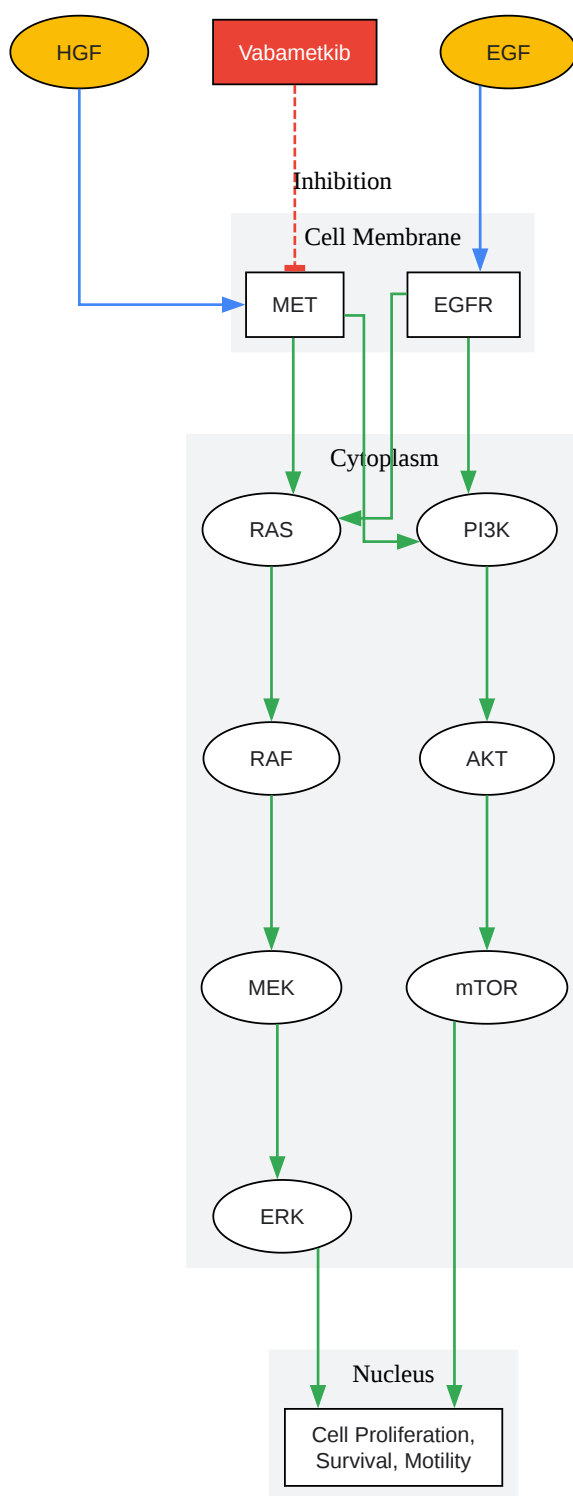 HGF
Vabametkib
EGF
Inhibition
Cell Membrane
MET
EGFR
Cytoplasm
RAS
PI3K
RAF
AKT
MEK
mTOR
ERK
Nucleus
Cell Proliferation,
Survival, Motility